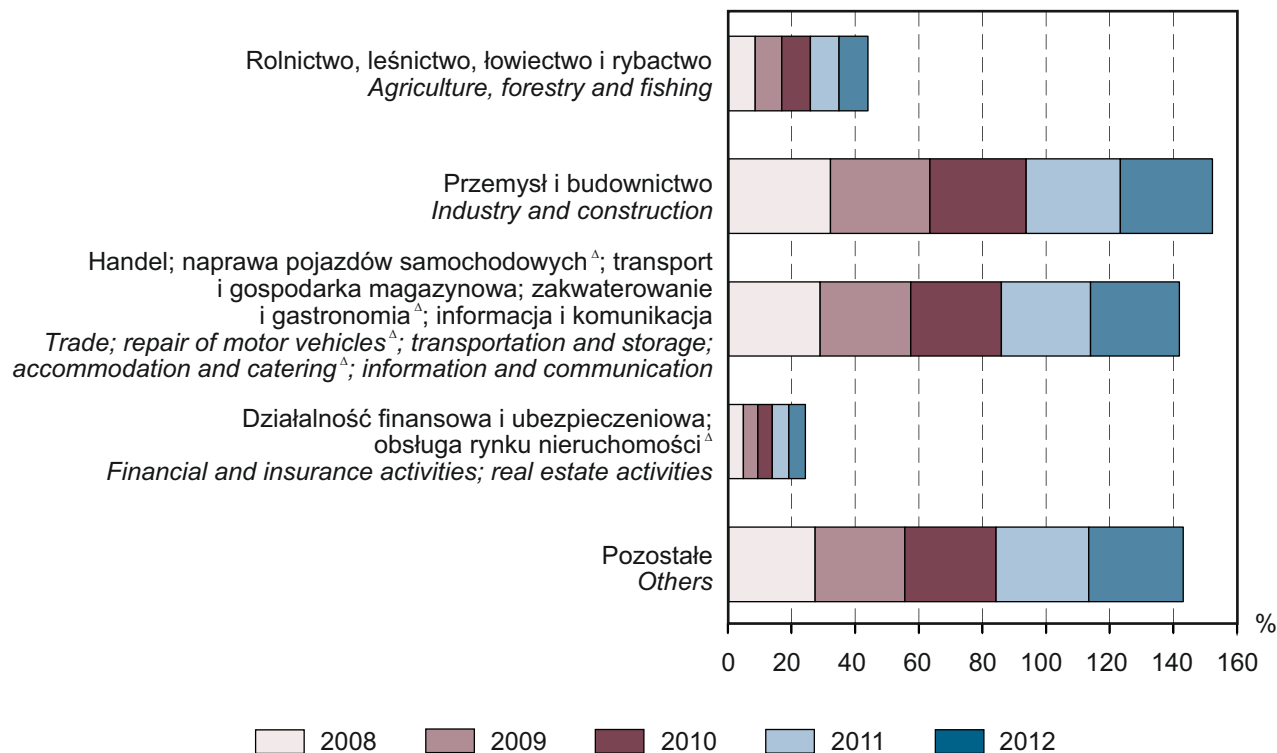 Rolnictwo, leśnictwo, łowiectwo i rybactwo
Agriculture, forestry and fishing
Przemysł i budownictwo
Industry and construction
Handel; naprawa pojazdów samochodowych Δ; transport
i gospodarka magazynowa; zakwaterowanie
i gastronomia Δ; informacja i komunikacja
Trade; repair of motor vehicles Δ; transportation and storage;
accommodation and catering Δ; information and communication
Działalność finansowa i ubezpieczeniowa;
obsługa rynku nieruchomości Δ
Financial and insurance activities; real estate activities
Pozostałe
Others
%
0 20 40 60 80 100 120 140 160
2008 2009 2010 2011 2012